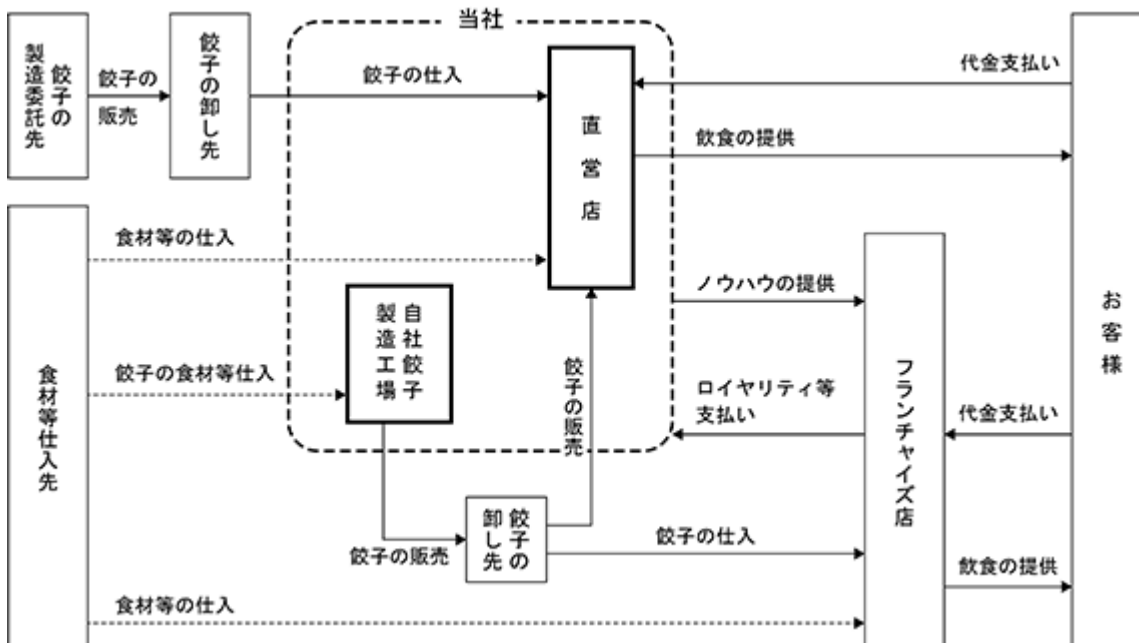 当社
餃子の
製造委託先
餃子の
販売
餃子の卸し先
餃子の仕入
直営店
代金支払い
飲食の提供
お客様
食材等仕入先
食材等の仕入
餃子の食材等仕入
自社餃子
製造工場
餃子の販売
餃子の
卸し先
餃子の販売
餃子の仕入
ノウハウの提供
ロイヤリティ等
支払い
フランチャイズ店
代金支払い
飲食の提供
食材等の仕入